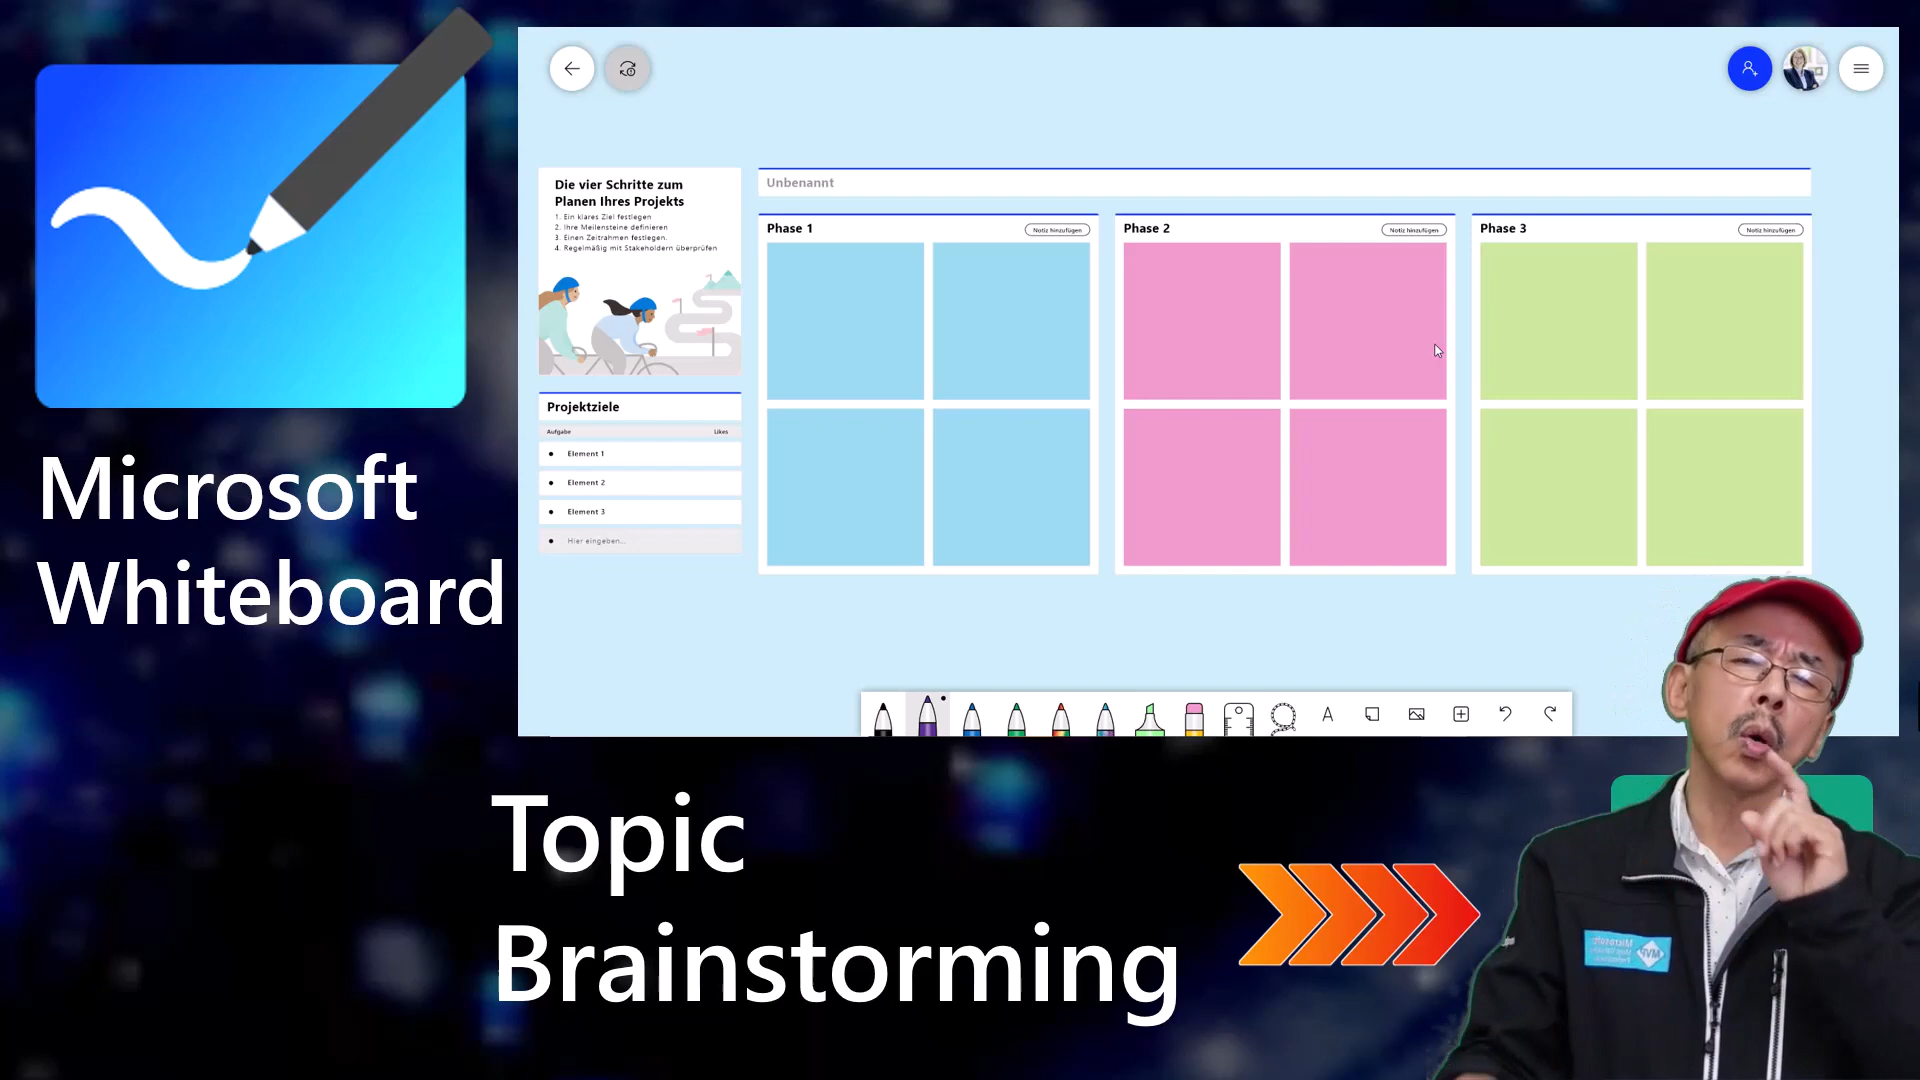 Microsoft
Whiteboard
Die vier Schritte zum
Planen Ihres Projekts
1. Ein klares Ziel festlegen
2. Ihre Meilensteine definieren
3. Einen Zeitrahmen festlegen.
4. Regelmäßig mit Stakeholdern überprüfen
Projektziele
Aufgabe Likes
Element 1
Element 2
Element 3
Hier eingeben...
Unbenannt
Phase 1 Notiz hinzufügen
Phase 2 Notiz hinzufügen
Phase 3 Notiz hinzufügen
A
Topic
Brainstorming
Microsoft
MVP